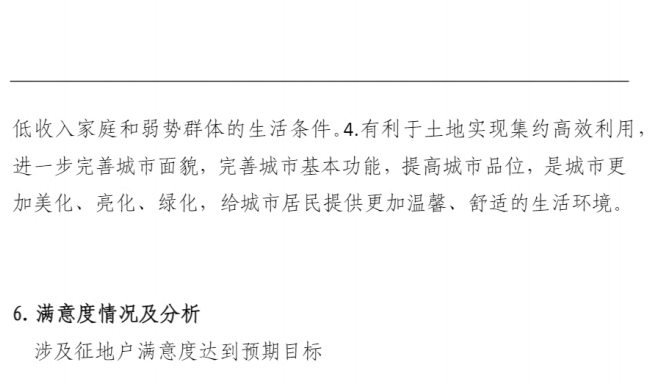 低收入家庭和弱势群体的生活条件。4.有利于土地实现集约高效利用，
进一步完善城市面貌，完善城市基本功能，提高城市品位，是城市更
加美化、亮化、绿化，给城市居民提供更加温馨、舒适的生活环境。
6. 满意度情况及分析
涉及征地户满意度达到预期目标